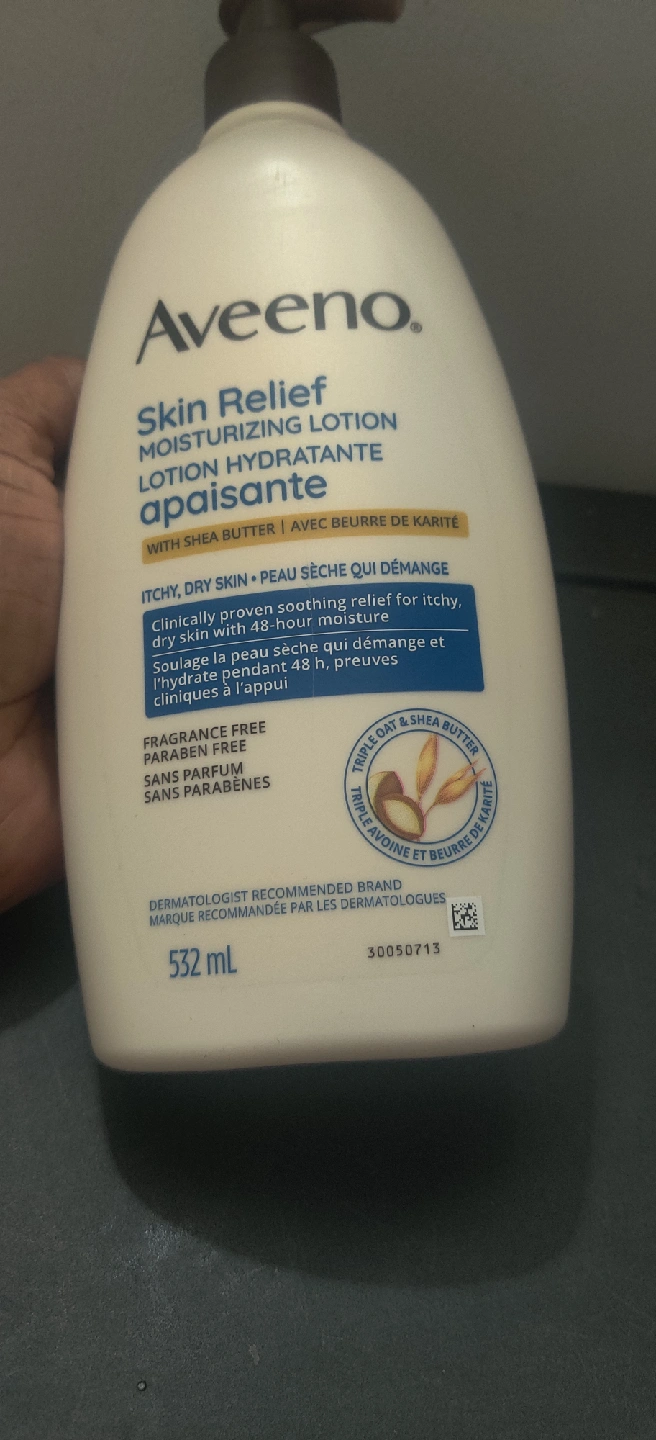 Aveeno®
Skin Relief
MOISTURIZING LOTION
LOTION HYDRATANTE
apaisante
WITH SHEA BUTTER | AVEC BEURRE DE KARITÉ
ITCHY, DRY SKIN • PEAU SÈCHE QUI DÉMANGE
Clinically proven soothing relief for itchy,
dry skin with 48-hour moisture
Soulage la peau sèche qui démange et
l'hydrate pendant 48 h, preuves
cliniques à l'appui
FRAGRANCE FREE
PARABEN FREE
SANS PARFUM
SANS PARABÈNES
TRIPLE OAT & SHEA BUTTER
TRIPLE AVOINE ET BEURRE DE KARITÉ
DERMATOLOGIST RECOMMENDED BRAND
MARQUE RECOMMANDÉE PAR LES DERMATOLOGUES
532 mL
30050713